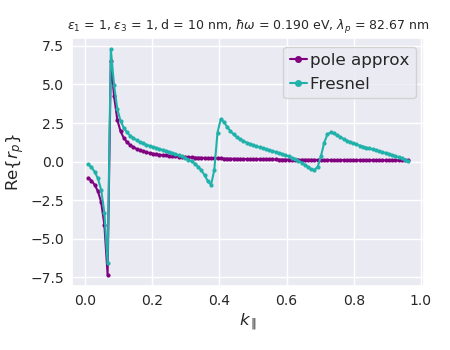 ε₁ = 1, ε₃ = 1, d = 10 nm, ℏω = 0.190 eV, λₚ = 82.67 nm
Re{rₚ}
7.5
5.0
2.5
0.0
−2.5
−5.0
−7.5
pole approx
Fresnel
0.0 0.2 0.4 0.6 0.8 1.0
k∥